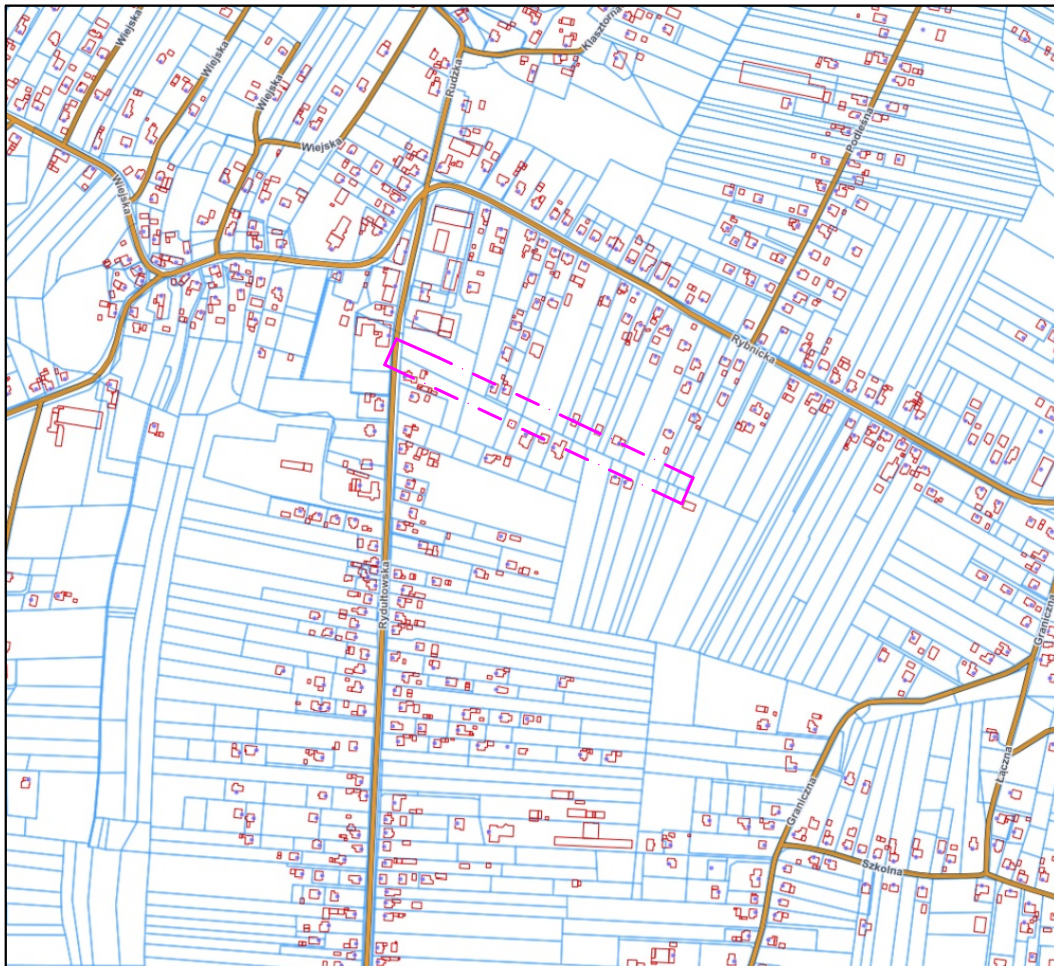 Wiejska
Wiejska
Wiejska
Wiejska
Wiejska
Rudzka
Klasztorna
Podleśna
Rybnicka
Rydułtowska
Graniczna
Graniczna
Łączna
Szkolna